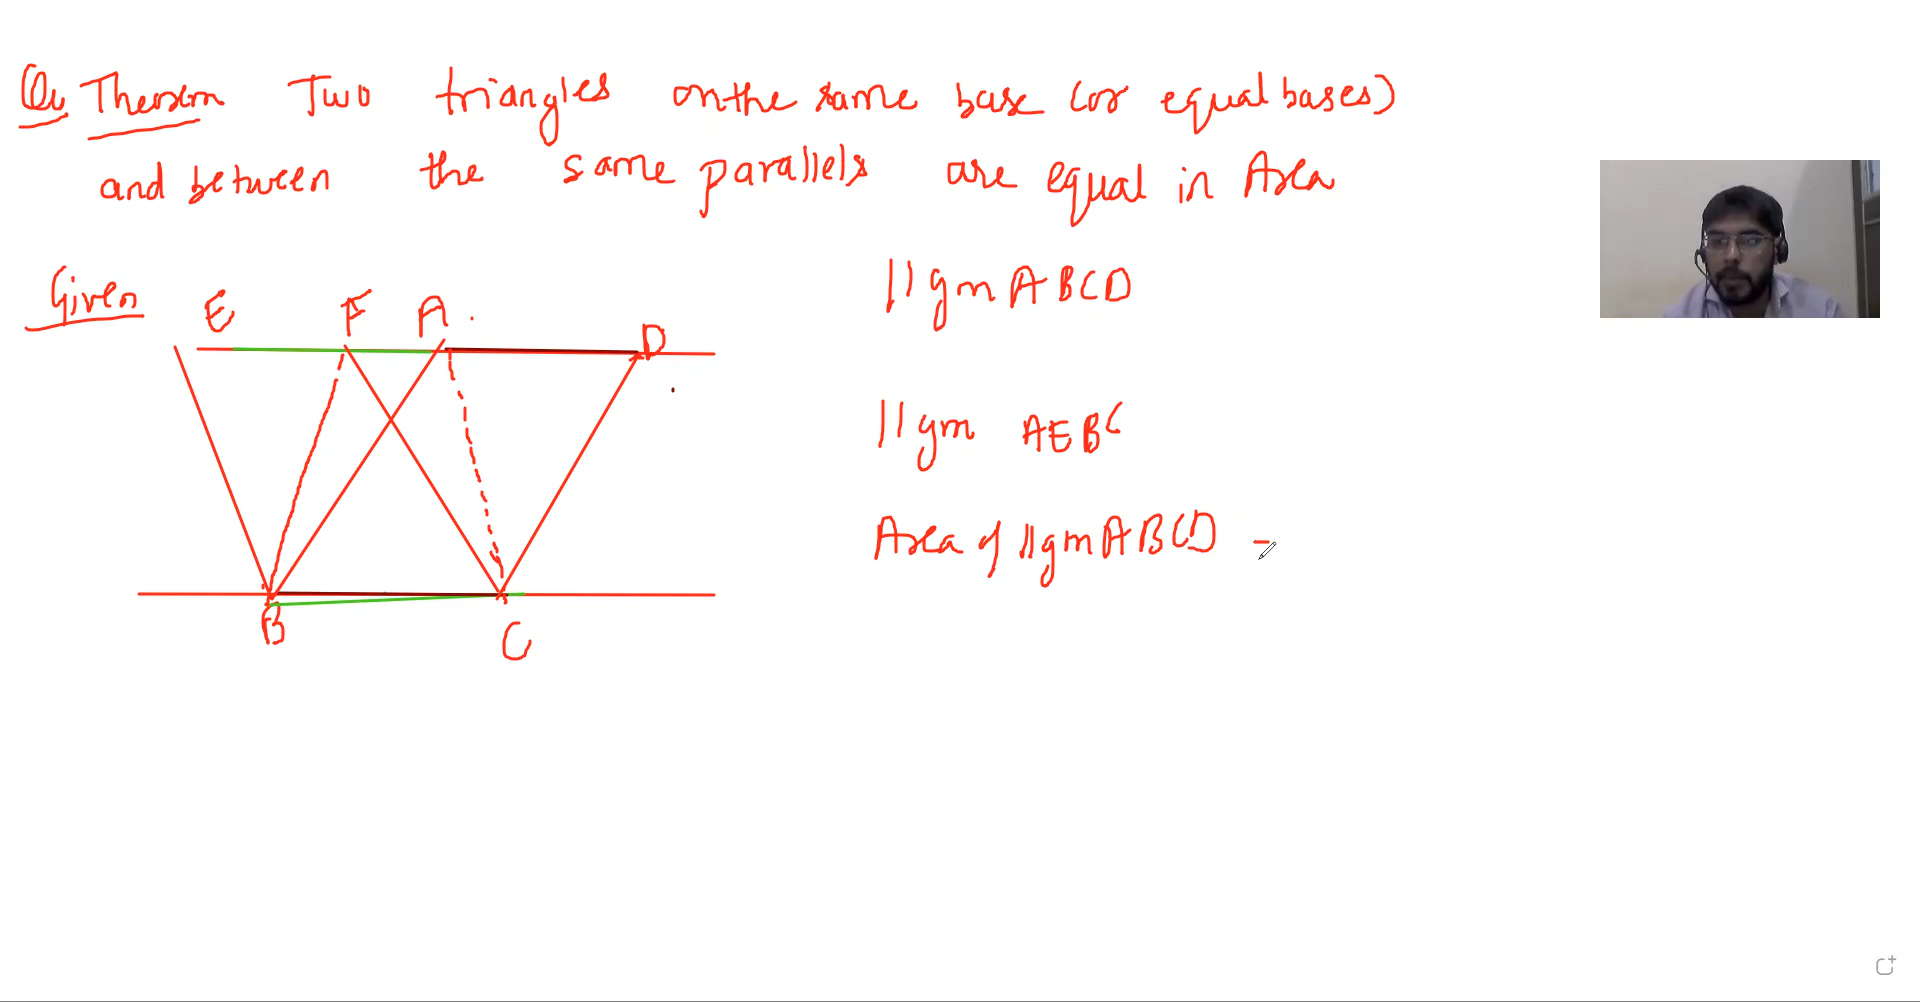 Qu Theorem Two triangles on the same base (or equal bases)
and between the same parallels are equal in Area
Given
E F A D
B C
||gm ABCD
||gm AEBC
Area of ||gm ABCD =